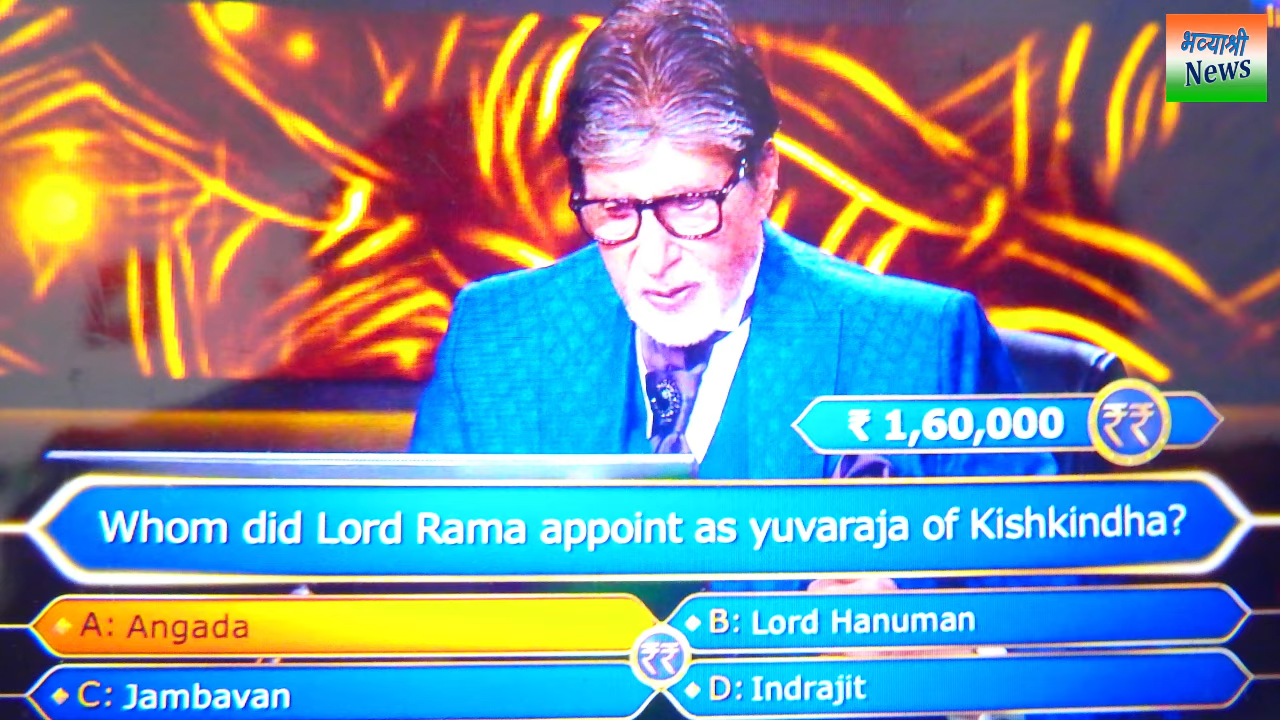 भव्याश्री
News
₹ 1,60,000
Whom did Lord Rama appoint as yuvaraja of Kishkindha?
A: Angada
B: Lord Hanuman
C: Jambavan
D: Indrajit